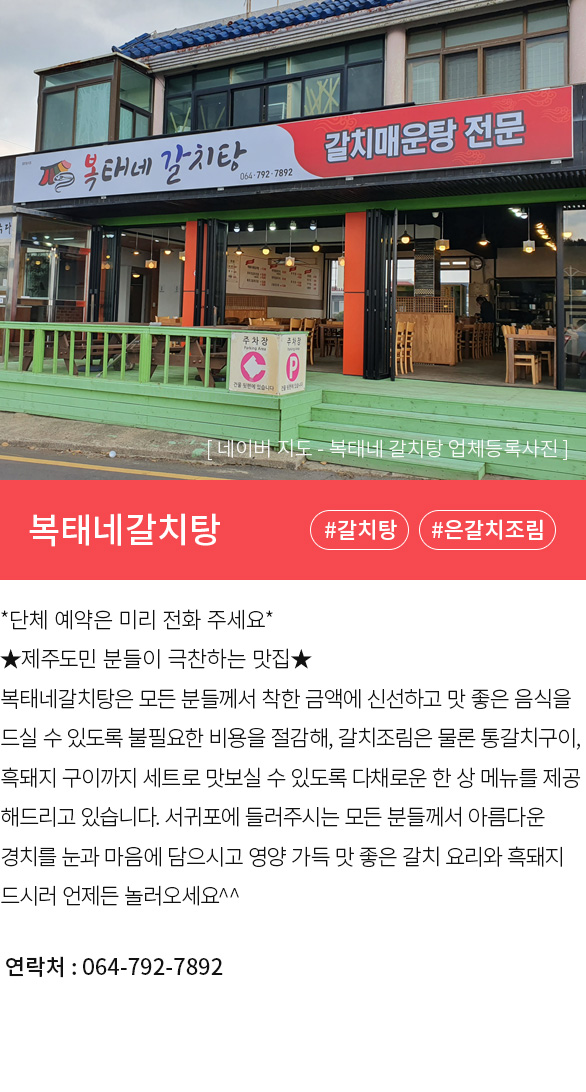 복태네 갈치탕
064-792-7892
갈치매운탕 전문
주차장
Parking Area
건물 뒷편에 있습니다
주차장
[ 네이버 지도 - 복태네 갈치탕 업체등록사진 ]
복태네갈치탕 #갈치탕 #은갈치조림
*단체 예약은 미리 전화 주세요*
★제주도민 분들이 극찬하는 맛집★
복태네갈치탕은 모든 분들께서 착한 금액에 신선하고 맛 좋은 음식을
드실 수 있도록 불필요한 비용을 절감해, 갈치조림은 물론 통갈치구이,
흑돼지 구이까지 세트로 맛보실 수 있도록 다채로운 한 상 메뉴를 제공
해드리고 있습니다. 서귀포에 들러주시는 모든 분들께서 아름다운
경치를 눈과 마음에 담으시고 영양 가득 맛 좋은 갈치 요리와 흑돼지
드시러 언제든 놀러오세요^^
연락처 : 064-792-7892